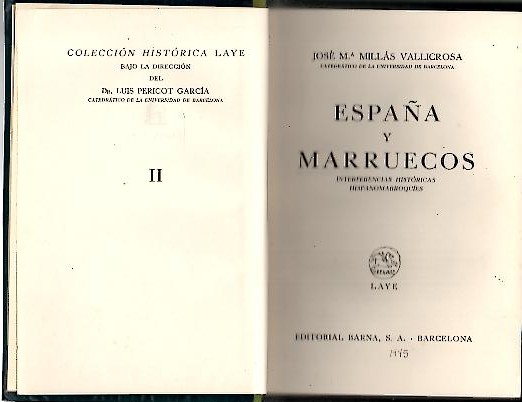 COLECCIÓN HISTÓRICA LAYE
BAJO LA DIRECCIÓN
DEL
DR. LUIS PERICOT GARCÍA
CATEDRÁTICO DE LA UNIVERSIDAD DE BARCELONA
II
JOSÉ M.ª MILLÁS VALLICROSA
CATEDRÁTICO DE LA UNIVERSIDAD DE BARCELONA
ESPAÑA
Y
MARRUECOS
INTERFERENCIAS HISTÓRICAS
HISPANOMARROQUÍES
LAYE
EDITORIAL BARNA, S. A. - BARCELONA